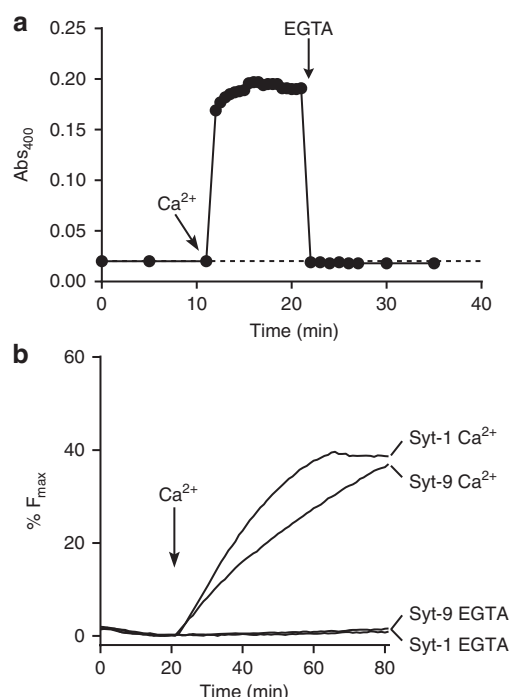 a
EGTA
0.25
0.20
0.15
0.10
0.05
0.00
Abs400
Ca2+
0
10
20
30
40
Time (min)
b
60
40
20
0
% Fmax
Ca2+
Syt-1 Ca2+
Syt-9 Ca2+
Syt-9 EGTA
Syt-1 EGTA
0
20
40
60
80
Time (min)